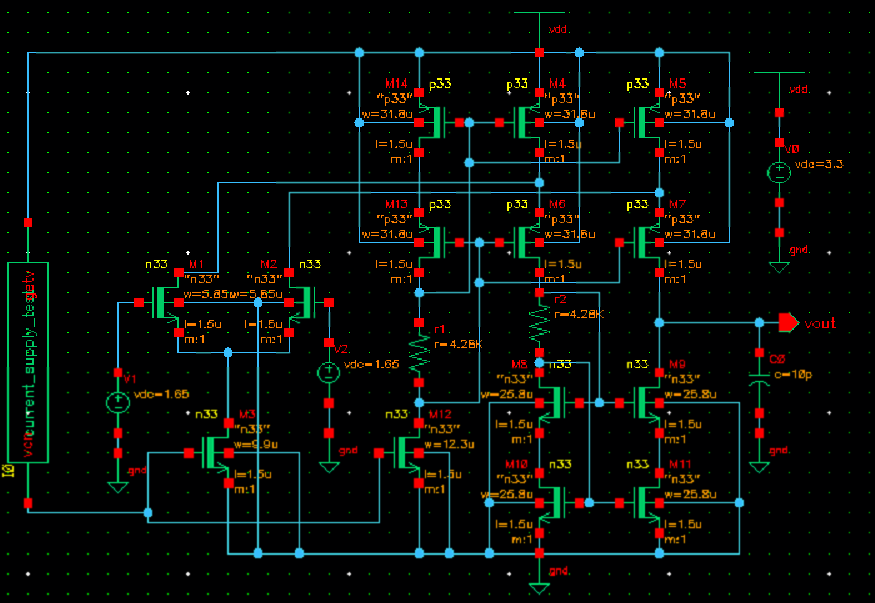 vdd.
M14 p33
"p33"
w=31.8u
l=1.5u
m:1
p33 M4
"p33"
w=31.8u
l=1.5u
m:1
p33 M5
"p33"
w=31.8u
l=1.5u
m:1
vdd.
V0
vdc=3.3
gnd.
M13 p33
"p33"
w=31.8u
l=1.5u
m:1
p33 M6
"p33"
w=31.8u
l=1.5u
m:1
p33 M7
"p33"
w=31.8u
l=1.5u
m:1
n33 M1
"n33"
w=5.85u
l=1.5u
m:1
M2 n33
"n33"
w=5.85u
l=1.5u
m:1
r1
r=4.28K
r2
r=4.28K
vout
C0
c=10p
gnd.
V1
vdc=1.65
gnd.
V2
vdc=1.65
gnd.
current_supply_test
I0
n33 M3
"n33"
w=9.9u
l=1.5u
m:1
n33 M12
"n33"
w=12.3u
l=1.5u
m:1
M8 n33
"n33"
w=25.8u
l=1.5u
m:1
n33 M9
"n33"
w=25.8u
l=1.5u
m:1
M10 n33
"n33"
w=25.8u
l=1.5u
m:1
n33 M11
"n33"
w=25.8u
l=1.5u
m:1
gnd.